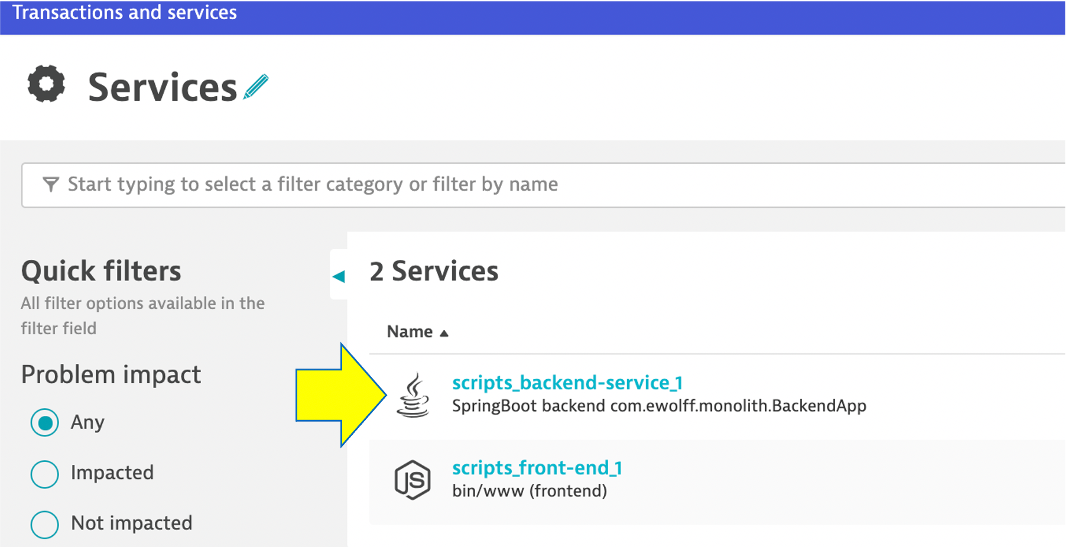 Transactions and services
Services
Start typing to select a filter category or filter by name
Quick filters
All filter options available in the
filter field
Problem impact
Any
Impacted
Not impacted
2 Services
Name
scripts_backend-service_1
SpringBoot backend com.ewolff.monolith.BackendApp
JS
scripts_front-end_1
bin/www (frontend)